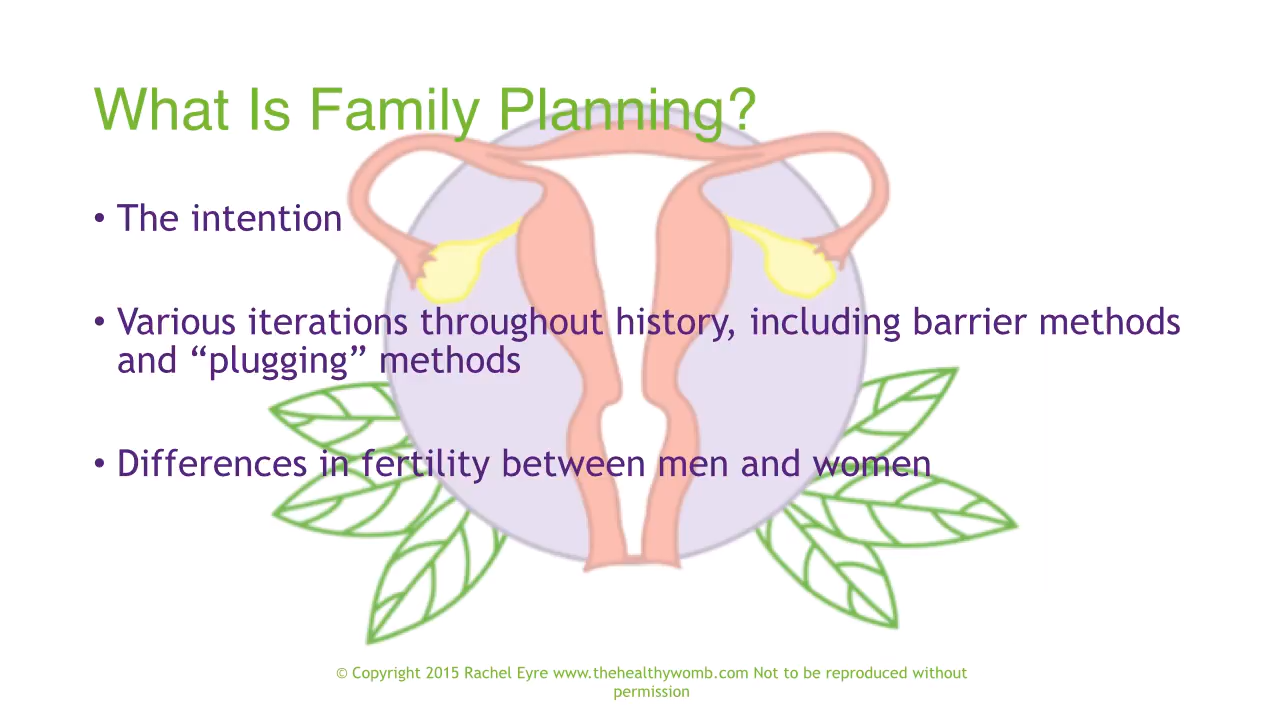 What Is Family Planning?
• The intention
• Various iterations throughout history, including barrier methods
and “plugging” methods
• Differences in fertility between men and women
© Copyright 2015 Rachel Eyre www.thehealthywomb.com Not to be reproduced without
permission